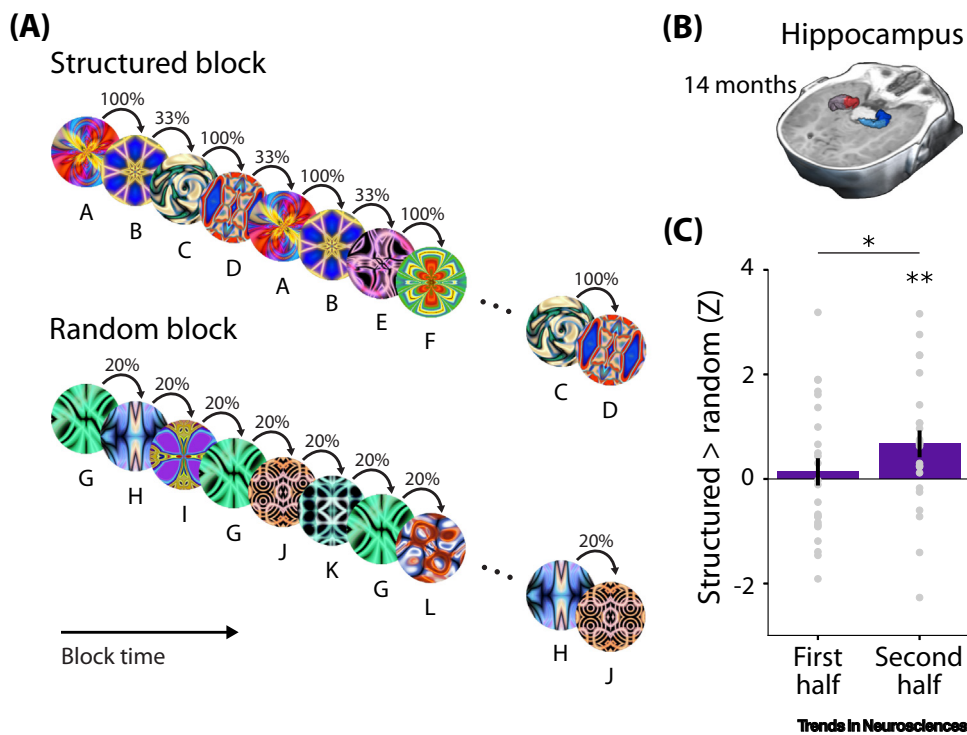 (A)
Structured block
100%
33%
100%
33%
100%
33%
100%
A
B
C
D
A
B
E
F
100%
C
D
Random block
20%
20%
20%
20%
20%
20%
20%
G
H
I
G
J
K
G
L
20%
H
J
Block time
(B)
Hippocampus
14 months
(C)
*
**
Structured > random (Z)
4
2
0
-2
First half
Second half
Trends in Neurosciences